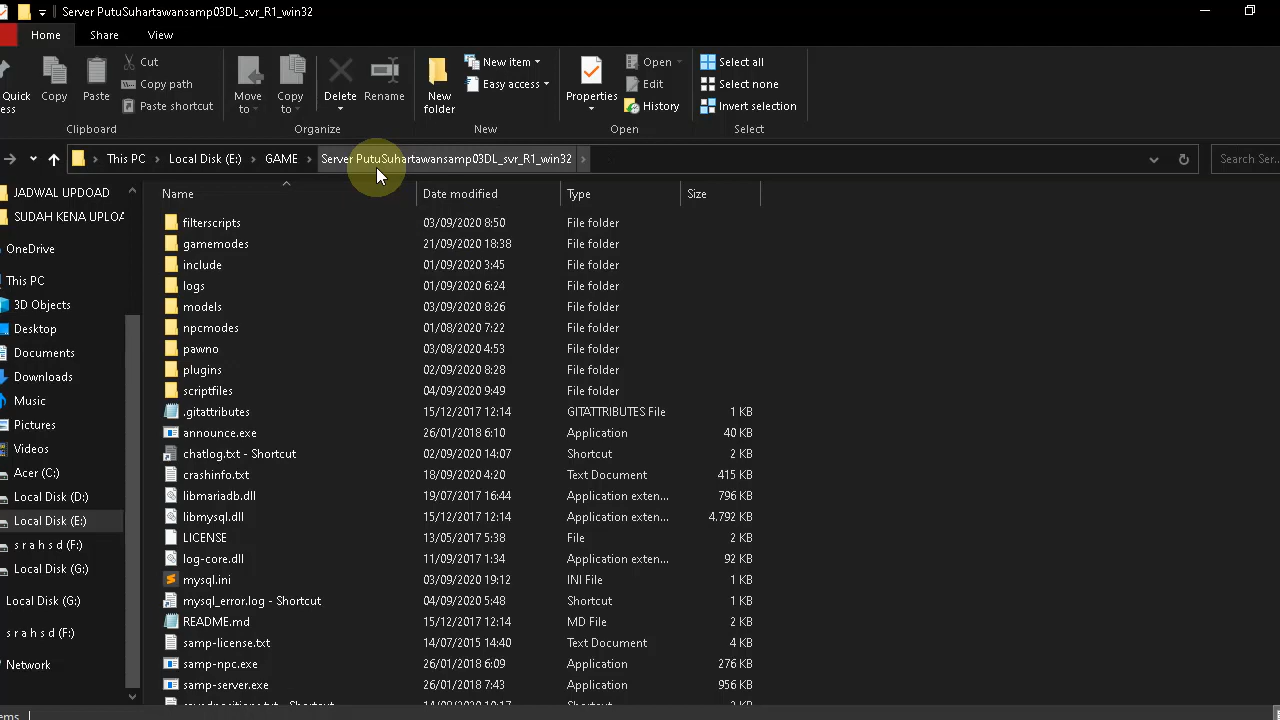 Server PutuSuhartawansamp03DL_svr_R1_win32
Home Share View
Quick
ess
Copy
Paste
Cut
Copy path
Paste shortcut
Clipboard
Move to
Copy to
Delete
Rename
Organize
New folder
New item
Easy access
New
Properties
Open
Edit
History
Open
Select all
Select none
Invert selection
Select
This PC Local Disk (E:) GAME Server PutuSuhartawansamp03DL_svr_R1_win32
Search Ser...
JADWAL UPDOAD
SUDAH KENA UPLOA
OneDrive
This PC
3D Objects
Desktop
Documents
Downloads
Music
Pictures
Videos
Acer (C:)
Local Disk (D:)
Local Disk (E:)
s r a h s d (F:)
Local Disk (G:)
Local Disk (G:)
s r a h s d (F:)
Network
Name Date modified Type Size
filterscripts 03/09/2020 8:50 File folder
gamemodes 21/09/2020 18:38 File folder
include 01/09/2020 3:45 File folder
logs 01/09/2020 6:24 File folder
models 03/09/2020 8:26 File folder
npcmodes 01/08/2020 7:22 File folder
pawno 03/08/2020 4:53 File folder
plugins 02/09/2020 8:28 File folder
scriptfiles 04/09/2020 9:49 File folder
.gitattributes 15/12/2017 12:14 GITATTRIBUTES File 1 KB
announce.exe 26/01/2018 6:10 Application 40 KB
chatlog.txt - Shortcut 02/09/2020 14:07 Shortcut 2 KB
crashinfo.txt 18/09/2020 4:20 Text Document 415 KB
libmariadb.dll 19/07/2017 16:44 Application exten... 796 KB
libmysql.dll 15/12/2017 12:14 Application exten... 4.792 KB
LICENSE 13/05/2017 5:38 File 2 KB
log-core.dll 11/09/2017 1:34 Application exten... 92 KB
mysql.ini 03/09/2020 19:12 INI File 1 KB
mysql_error.log - Shortcut 04/09/2020 5:48 Shortcut 1 KB
README.md 15/12/2017 12:14 MD File 2 KB
samp-license.txt 14/07/2015 14:40 Text Document 4 KB
samp-npc.exe 26/01/2018 6:09 Application 276 KB
samp-server.exe 26/01/2018 7:43 Application 956 KB
ems